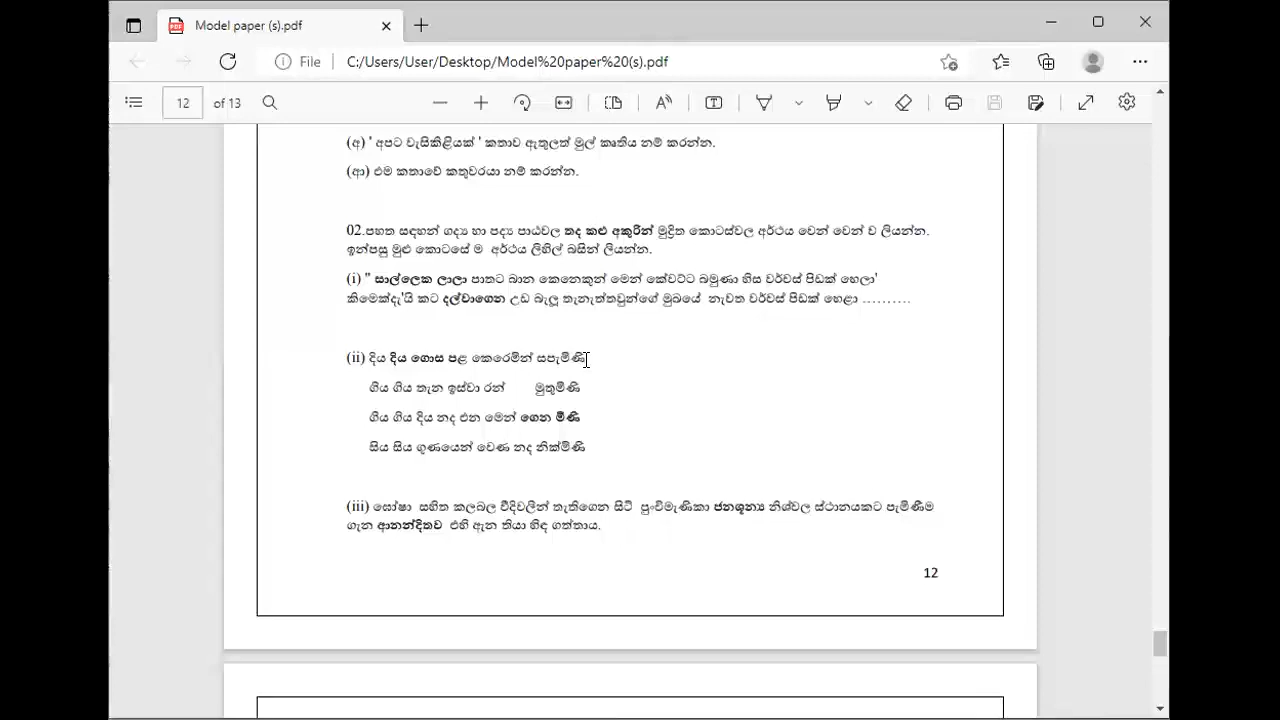 Model paper (s).pdf
File C:/Users/User/Desktop/Model%20paper%20(s).pdf
12 of 13
(අ) ' අපට වැසිකිළියක් ' කතාව ඇතුලත් මුල් කෘතිය නම් කරන්න.
(ආ) එම කතාවේ කතුවරයා නම් කරන්න.
02.පහත සඳහන් ගද්‍ය හා පද්‍ය පාඨවල තද කළු අකුරින් මුද්‍රිත කොටස්වල අර්ථය වෙන් වෙන් ව ලියන්න.
ඉන්පසු මුළු කොටසේ ම අර්ථය ලිහිල් බසින් ලියන්න.
(i) " සාල්ලෙක ලාලා පාතට බාන කෙනෙකුන් මෙන් කේවට්ට බමුණා හිස වර්චස් පිඩක් හෙලා'
කිමෙක්දැ'යි කට දල්වාගෙන උඩ බැලූ තැනැත්තවුන්ගේ මුඛයේ නැවත වර්චස් පිඩක් හෙළා ..........
(ii) දිය දිය ගොස පළ කෙරෙමින් සපැමිණි
ගිය ගිය තැන ඉස්වා රන් මුතුමිණි
ගිය ගිය දිය නද එන මෙන් ගෙන මිණි
සිය සිය ගුණයෙන් වෙණ නද නික්මිණි
(iii) ඝෝෂා සහිත කලබල වීදිවලින් තැතිගෙන සිටි පුංචිමැණිකා ජනශූන්‍ය නිශ්චල ස්ථානයකට පැමිණීම
ගැන ආනන්දිතව එහි ඇන තියා හිඳ ගත්තාය.
12